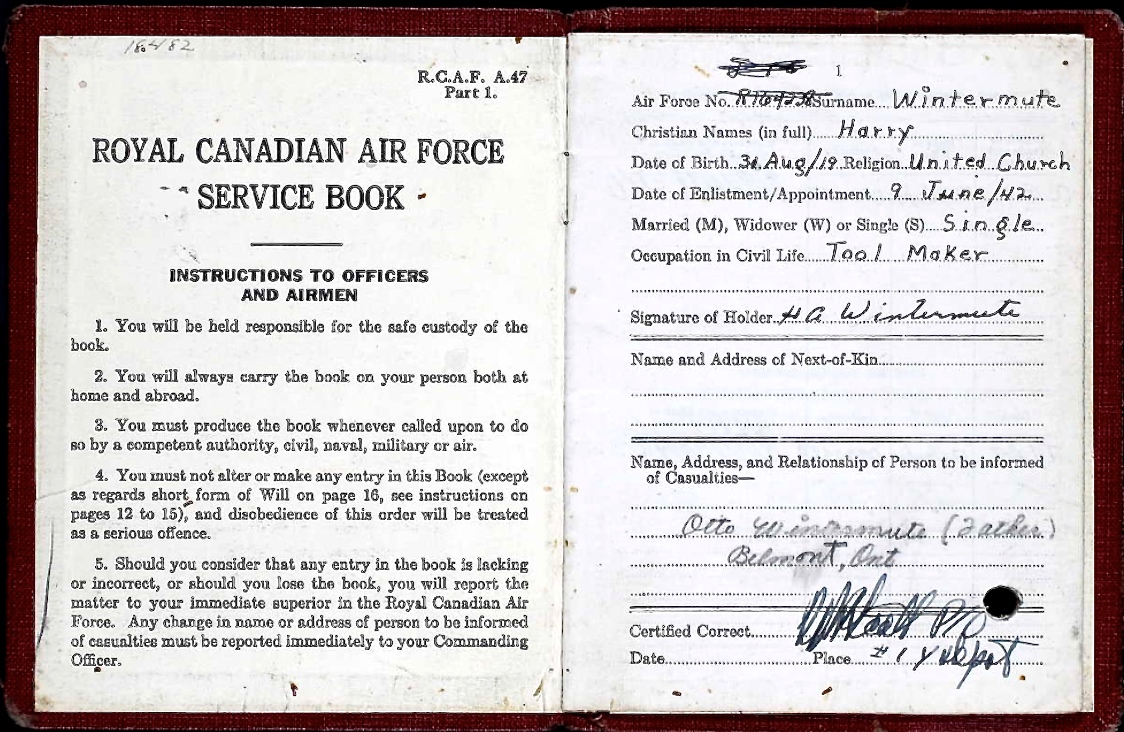 R.C.A.F. A.47
Part 1.
ROYAL CANADIAN AIR FORCE
SERVICE BOOK
INSTRUCTIONS TO OFFICERS
AND AIRMEN
1. You will be held responsible for the safe custody of the
book.
2. You will always carry the book on your person both at
home and abroad.
3. You must produce the book whenever called upon to do
so by a competent authority, civil, naval, military or air.
4. You must not alter or make any entry in this Book (except
as regards short form of Will on page 16, see instructions on
pages 12 to 15), and disobedience of this order will be treated
as a serious offence.
5. Should you consider that any entry in the book is lacking
or incorrect, or should you lose the book, you will report the
matter to your immediate superior in the Royal Canadian Air
Force. Any change in name or address of person to be informed
of casualties must be reported immediately to your Commanding
Officer.
1
Air Force No. Surname Wintermute
Christian Names (in full) Harry
Date of Birth Aug/19 Religion United Church
Date of Enlistment/Appointment 9 June/42
Married (M), Widower (W) or Single (S) Single
Occupation in Civil Life Tool Maker
Signature of Holder H A Wintermute
Name and Address of Next-of-Kin
Name, Address, and Relationship of Person to be informed
of Casualties—
Otto Wintermute (Father)
Belmont, Ont
Certified Correct
Date Place # 1 Y Depot